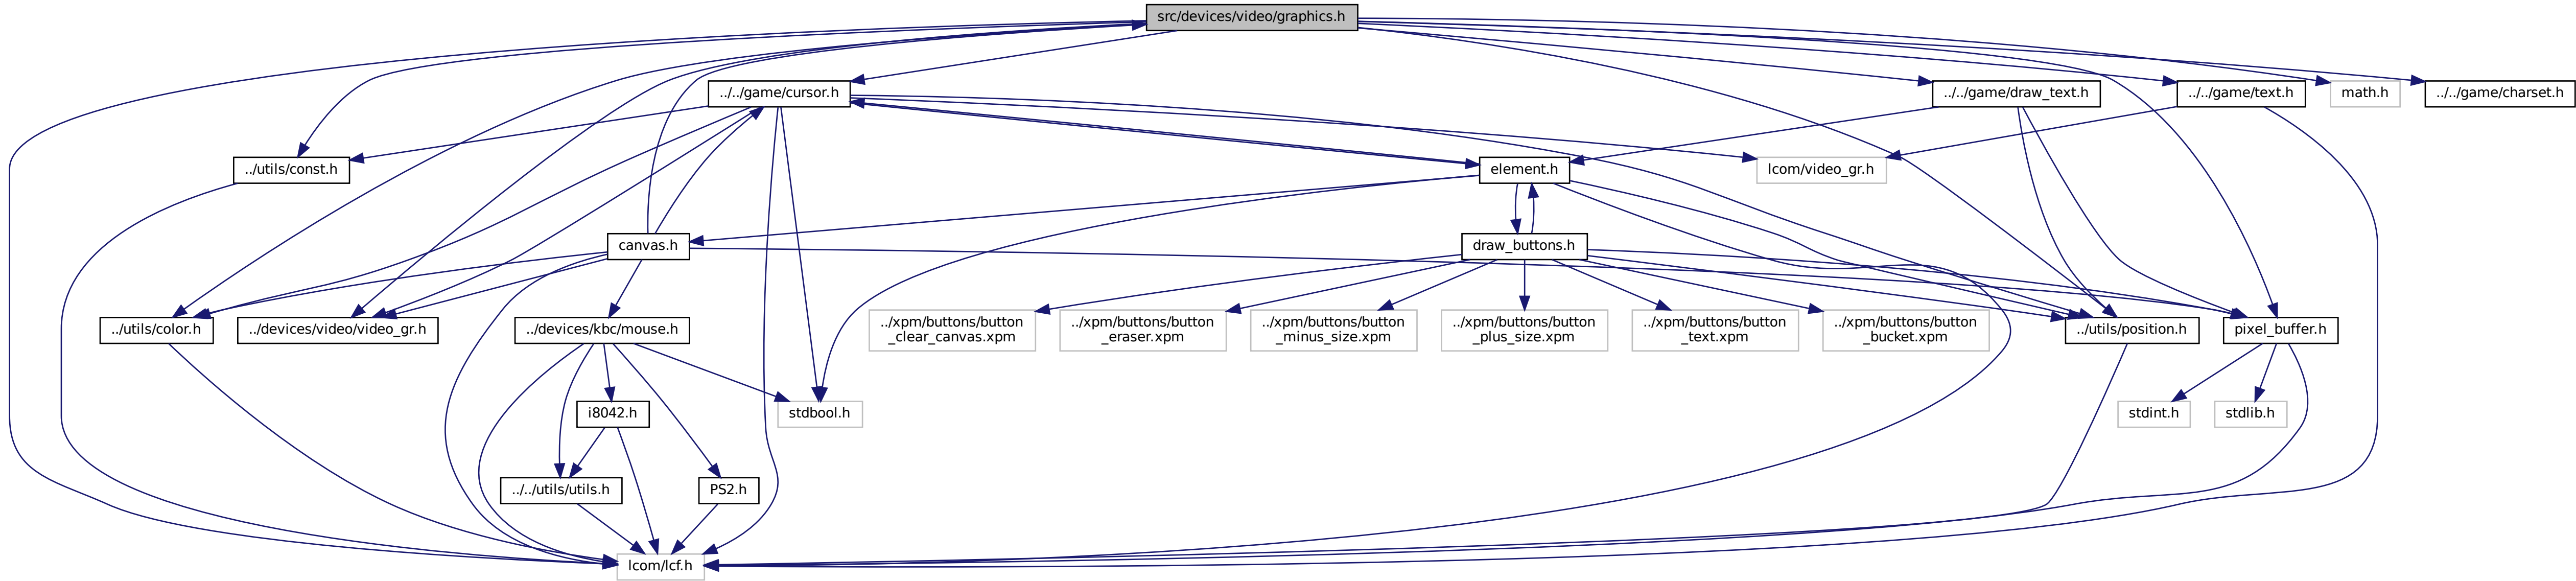 src/devices/video/graphics.h
../../game/cursor.h
../../game/draw_text.h
../../game/text.h
math.h
../../game/charset.h
../utils/const.h
element.h
lcom/video_gr.h
canvas.h
draw_buttons.h
../utils/color.h
../devices/video/video_gr.h
../devices/kbc/mouse.h
../xpm/buttons/button
_clear_canvas.xpm
../xpm/buttons/button
_eraser.xpm
../xpm/buttons/button
_minus_size.xpm
../xpm/buttons/button
_plus_size.xpm
../xpm/buttons/button
_text.xpm
../xpm/buttons/button
_bucket.xpm
../utils/position.h
pixel_buffer.h
i8042.h
stdbool.h
stdint.h
stdlib.h
../../utils/utils.h
PS2.h
lcom/lcf.h